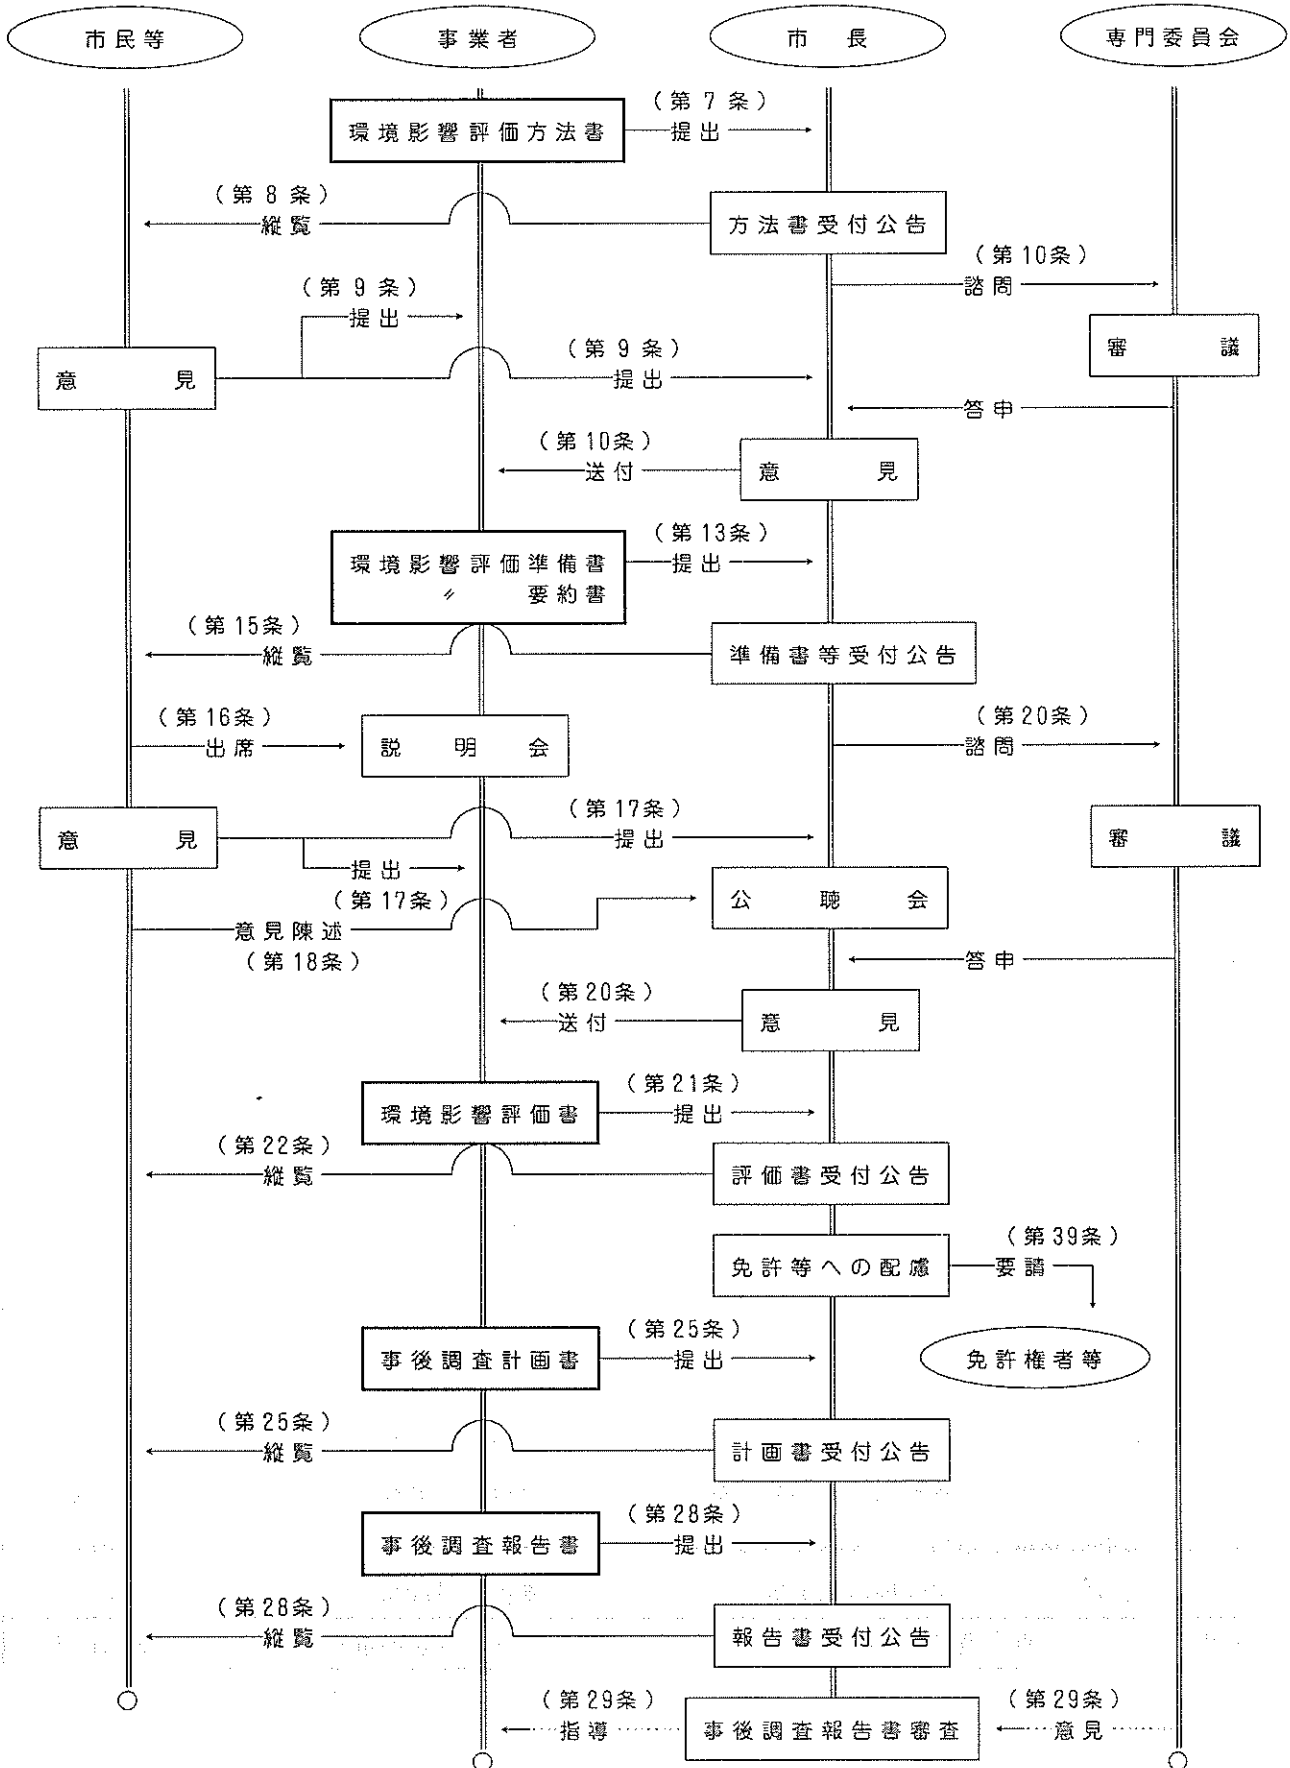 市民等 事業者 市長 専門委員会
(第7条)
環境影響評価方法書 提出
(第8条)
縦覧 方法書受付公告
(第10条)
諮問
(第9条)
提出
審議
(第9条)
意見 提出
答申
(第10条)
送付 意見
(第13条)
環境影響評価準備書 提出
〃 要約書
(第15条)
縦覧 準備書等受付公告
(第16条) (第20条)
出席 説明会 諮問
(第17条)
意見 提出 審議
提出
(第17条) 公聴会
意見陳述
(第18条) 答申
(第20条)
送付 意見
(第21条)
環境影響評価書 提出
(第22条)
縦覧 評価書受付公告
(第39条)
免許等への配慮 要請
(第25条)
事後調査計画書 提出 免許権者等
(第25条)
縦覧 計画書受付公告
(第28条)
事後調査報告書 提出
(第28条)
縦覧 報告書受付公告
(第29条) (第29条)
指導 事後調査報告書審査 意見